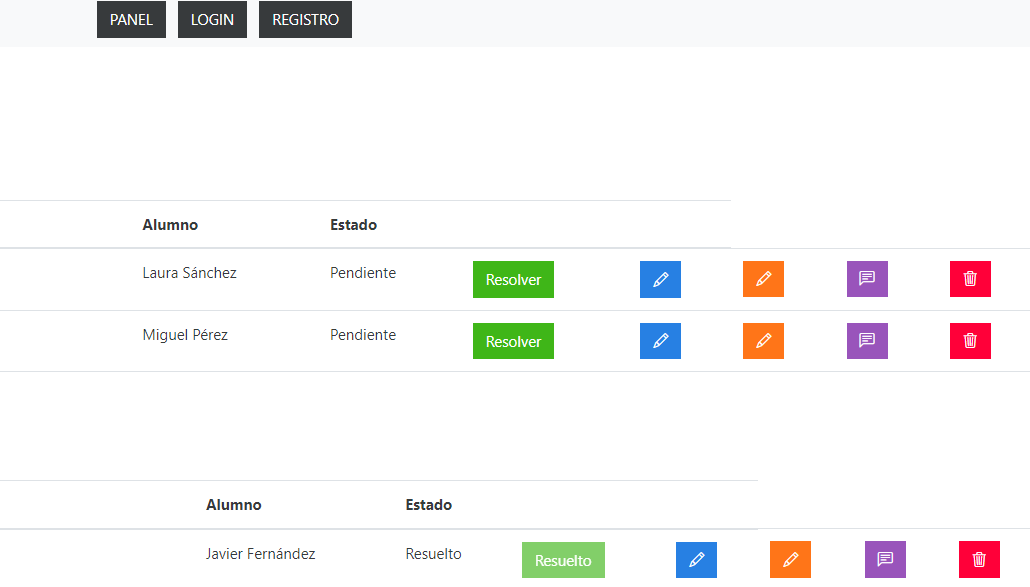 PANEL LOGIN REGISTRO
Alumno Estado
Laura Sánchez Pendiente Resolver
Miguel Pérez Pendiente Resolver
Alumno Estado
Javier Fernández Resuelto Resuelto